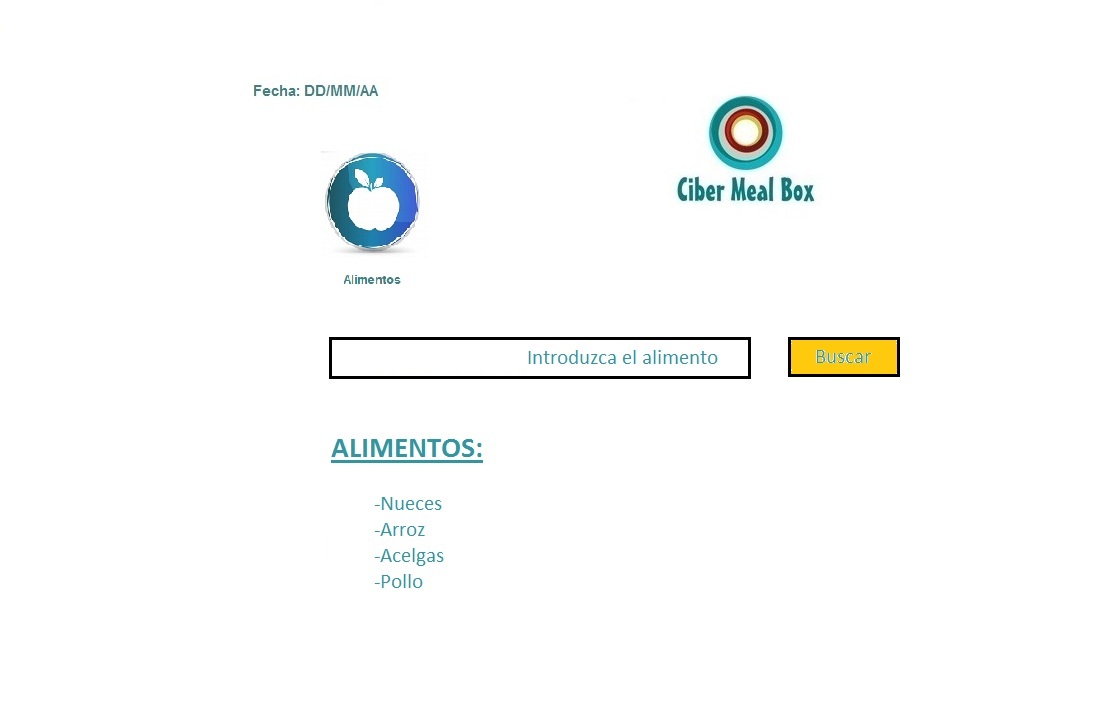 Fecha: DD/MM/AA
Ciber Meal Box
Alimentos
Introduzca el alimento
Buscar
ALIMENTOS:
-Nueces
-Arroz
-Acelgas
-Pollo